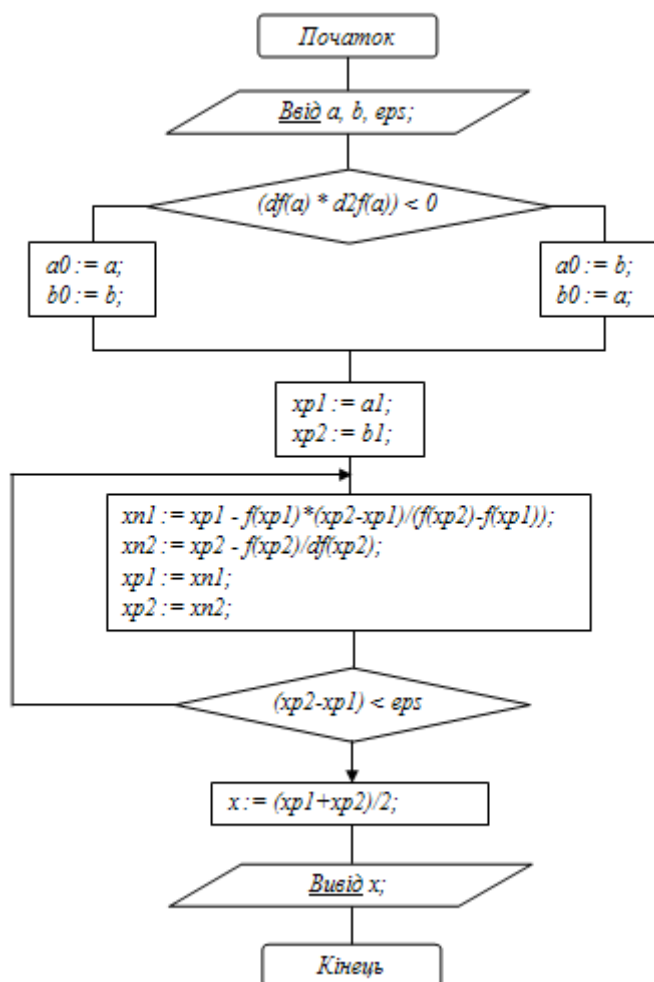 Початок
Ввід a, b, eps;
(df(a) * d2f(a)) < 0
a0 := a;
b0 := b;
a0 := b;
b0 := a;
xp1 := a1;
xp2 := b1;
xn1 := xp1 - f(xp1)*(xp2-xp1)/(f(xp2)-f(xp1));
xn2 := xp2 - f(xp2)/df(xp2);
xp1 := xn1;
xp2 := xn2;
(xp2-xp1) < eps
x := (xp1+xp2)/2;
Вивід x;
Кінець